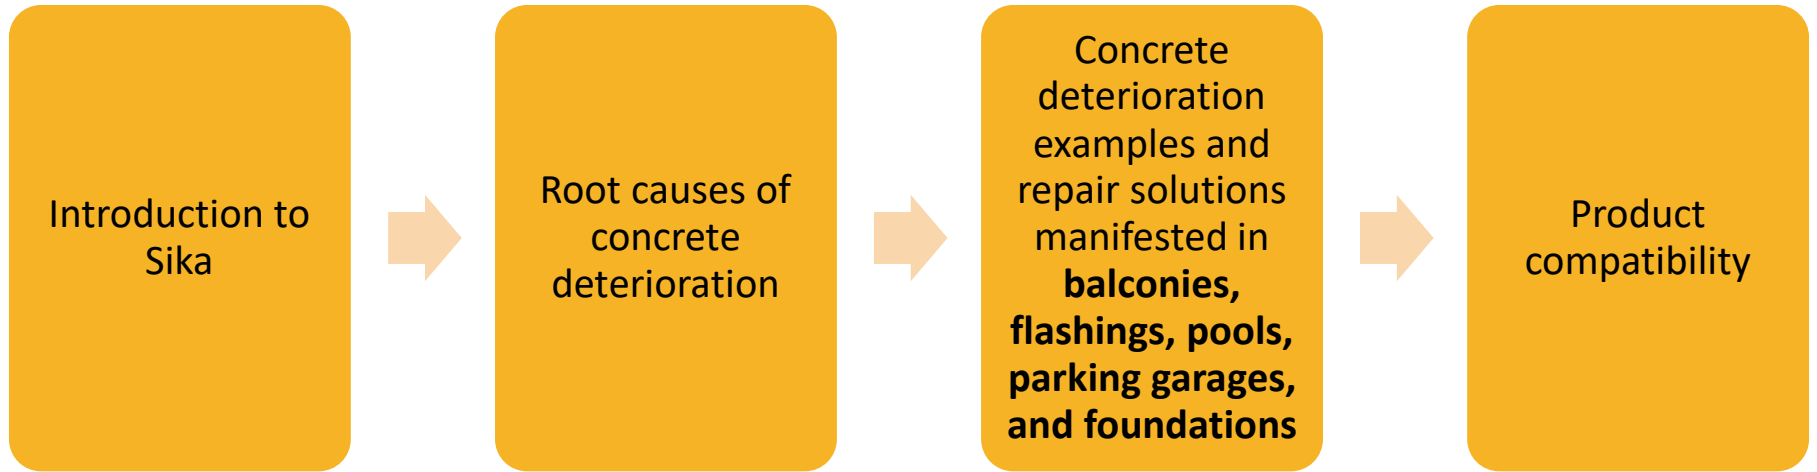 Introduction to
Sika
Root causes of
concrete
deterioration
Concrete
deterioration
examples and
repair solutions
manifested in
balconies,
flashings, pools,
parking garages,
and foundations
Product
compatibility